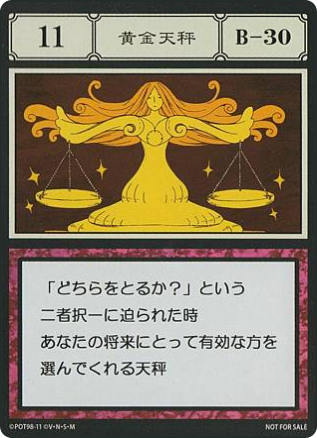 11
黄金天秤
B-30
「どちらをとるか？」という
二者択一に迫られた時
あなたの将来にとって有効な方を
選んでくれる天秤
©POT98-11 ©V・N・S・M
NOT FOR SALE